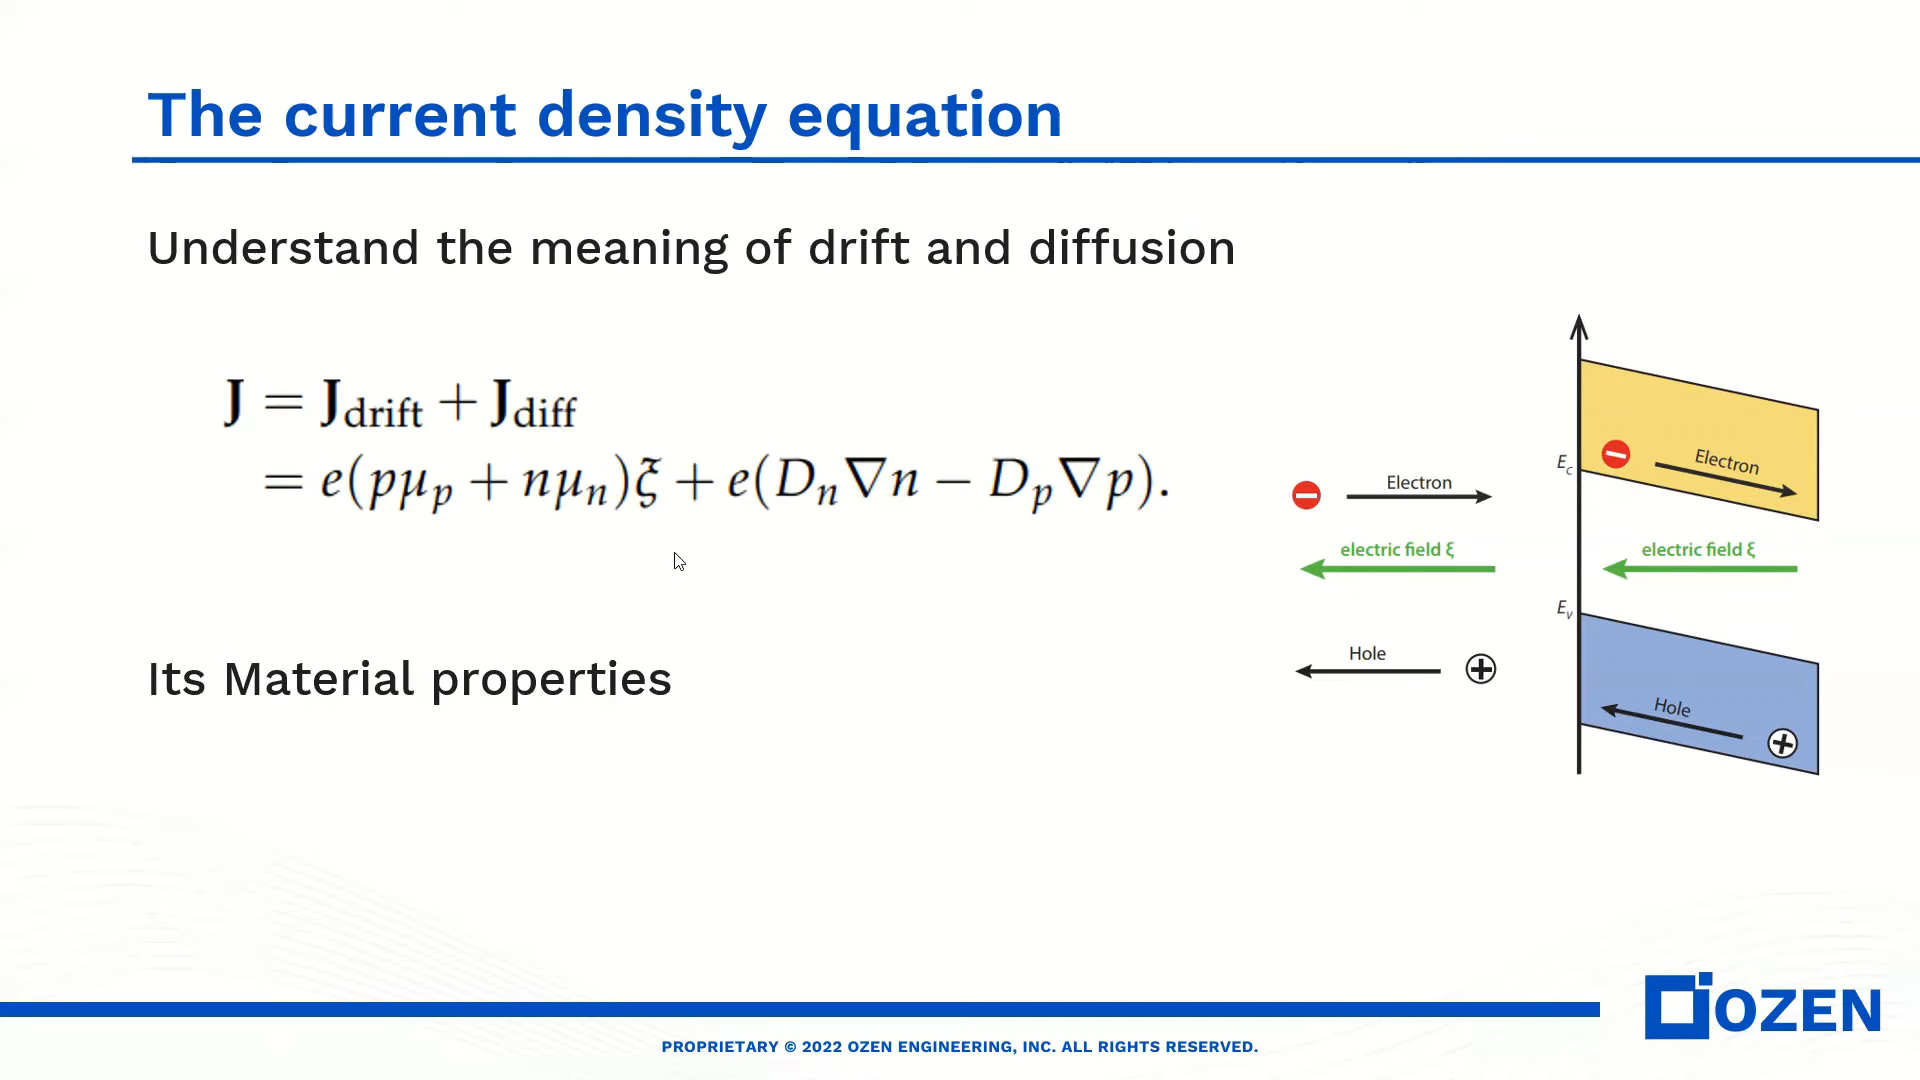 The current density equation
Understand the meaning of drift and diffusion
J = J_drift + J_diff
= e(pμ_p + nμ_n)ξ + e(D_n∇n − D_p∇p).
Its Material properties
Electron
electric field ξ
Hole
E_c
Electron
electric field ξ
E_v
Hole
OZEN
PROPRIETARY © 2022 OZEN ENGINEERING, INC. ALL RIGHTS RESERVED.